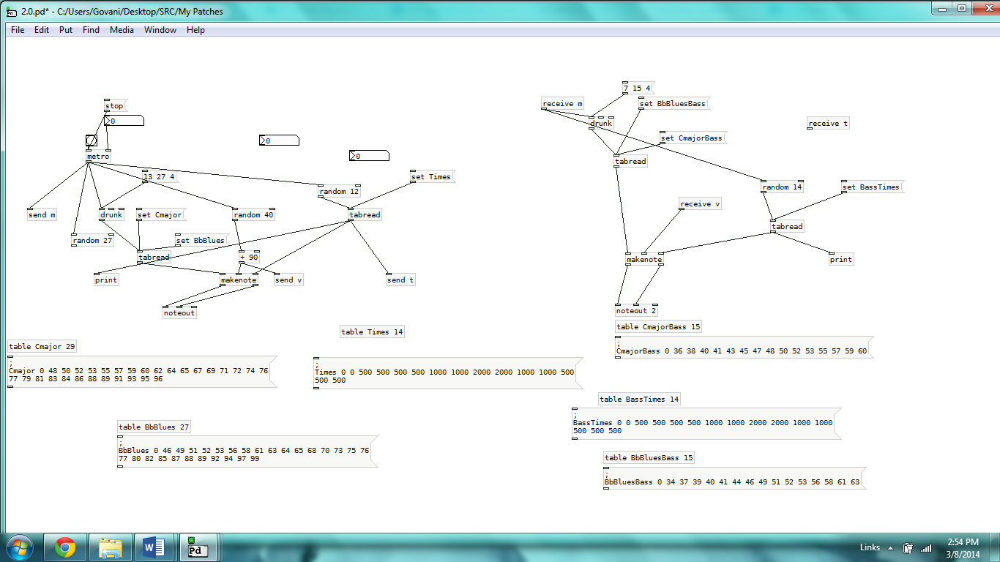 2.0.pd* - C:/Users/Govani/Desktop/SRC/My Patches
File Edit Put Find Media Window Help
stop
0
0
0
metro
13 27 4
random 12
set Times
send m
drunk
set Cmajor
random 40
tabread
random 27
set BbBlues
tabread
+ 90
print
makenote
send v
send t
noteout
table Times 14
table Cmajor 29
;
Cmajor 0 48 50 52 53 55 57 59 60 62 64 65 67 69 71 72 74 76
77 79 81 83 84 86 88 89 91 93 95 96
;
Times 0 0 500 500 500 500 1000 1000 2000 2000 1000 1000 500
500 500
table BbBlues 27
;
BbBlues 0 46 49 51 52 53 56 58 61 63 64 65 68 70 73 75 76
77 80 82 85 87 88 89 92 94 97 99
7 15 4
receive m
set BbBluesBass
drunk
receive t
set CmajorBass
tabread
random 14
set BassTimes
receive v
tabread
makenote
print
noteout 2
table CmajorBass 15
;
CmajorBass 0 36 38 40 41 43 45 47 48 50 52 53 55 57 59 60
table BassTimes 14
;
BassTimes 0 0 500 500 500 500 1000 1000 2000 2000 1000 1000
500 500 500
table BbBluesBass 15
;
BbBluesBass 0 34 37 39 40 41 44 46 49 51 52 53 56 58 61 63
Pd
Links
2:54 PM
3/8/2014